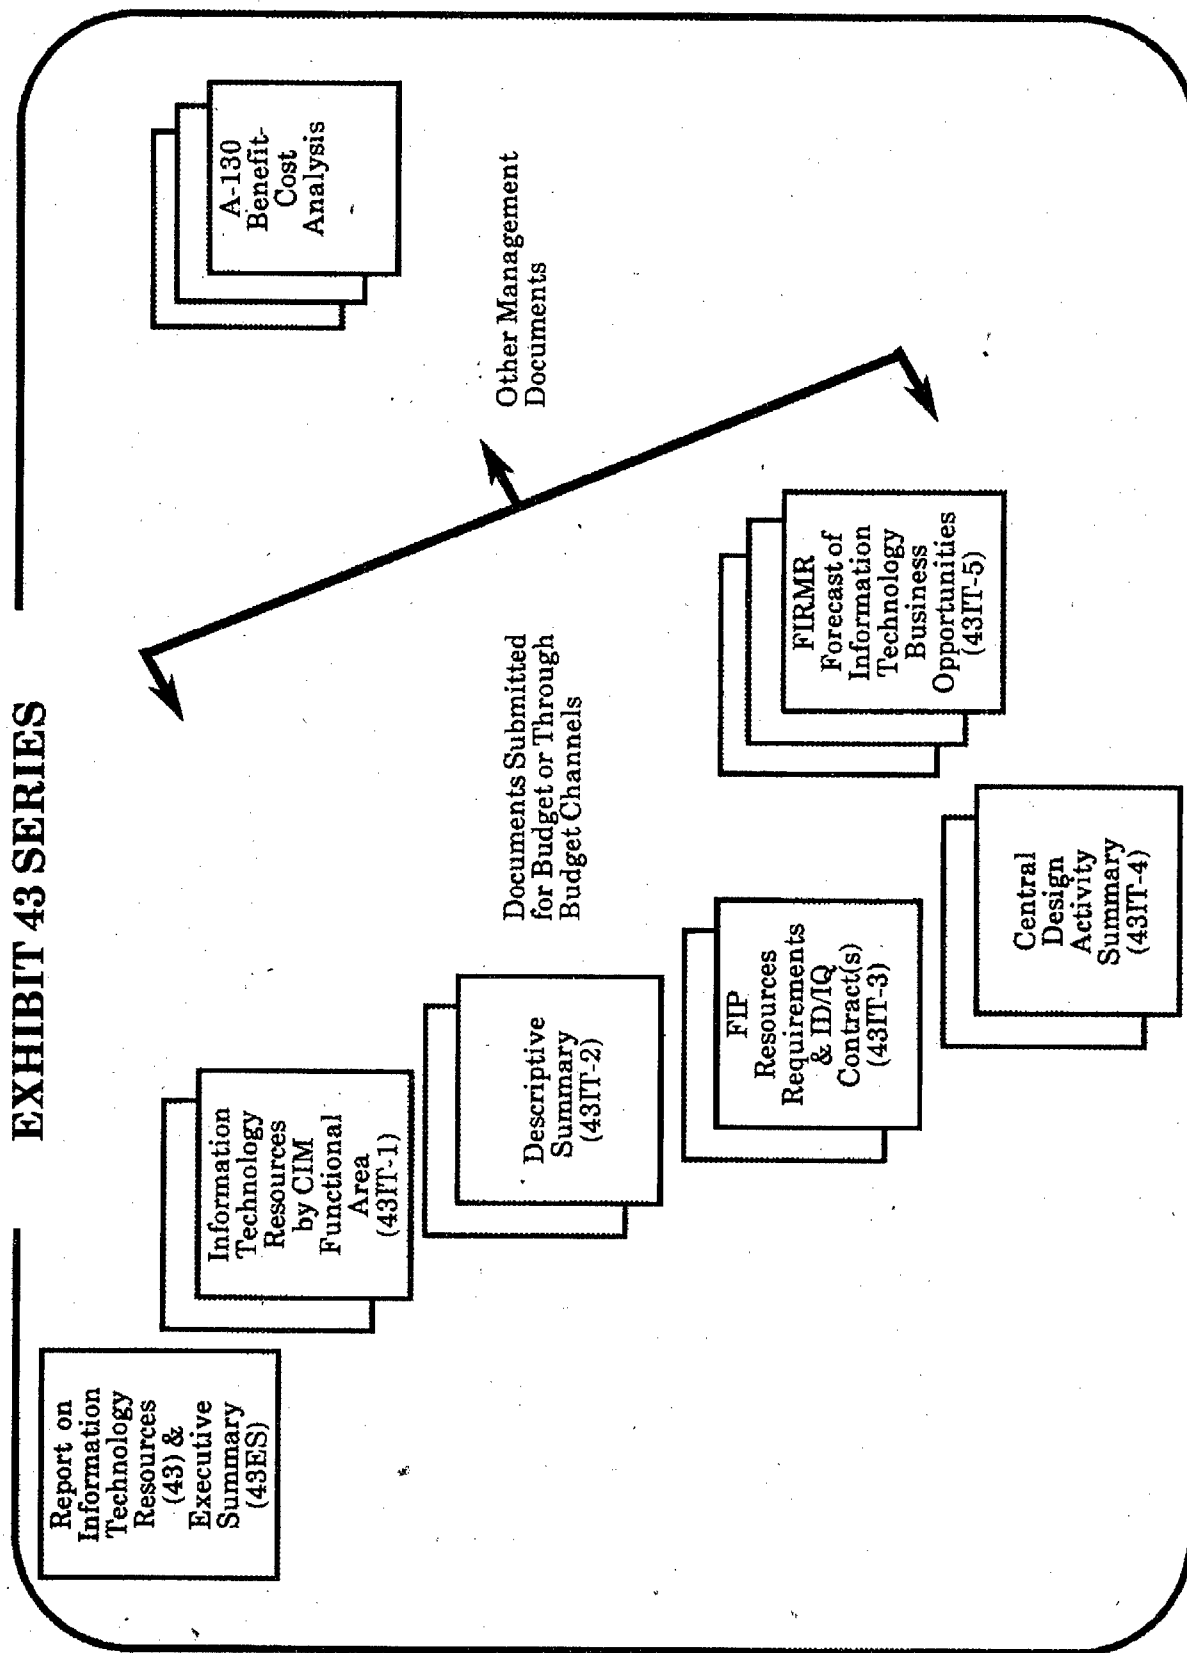 EXHIBIT 43 SERIES
Report on
Information
Technology
Resources
(43) &
Executive
Summary
(43ES)
Information
Technology
Resources
by CIM
Functional
Area
(43IT-1)
Descriptive
Summary
(43IT-2)
FIP
Resources
Requirements
& ID/IQ
Contract(s)
(43IT-3)
Central
Design
Activity
Summary
(43IT-4)
FIRMR
Forecast of
Information
Technology
Business
Opportunities
(43IT-5)
Documents Submitted
for Budget or Through
Budget Channels
Other Management
Documents
A-130
Benefit-
Cost
Analysis